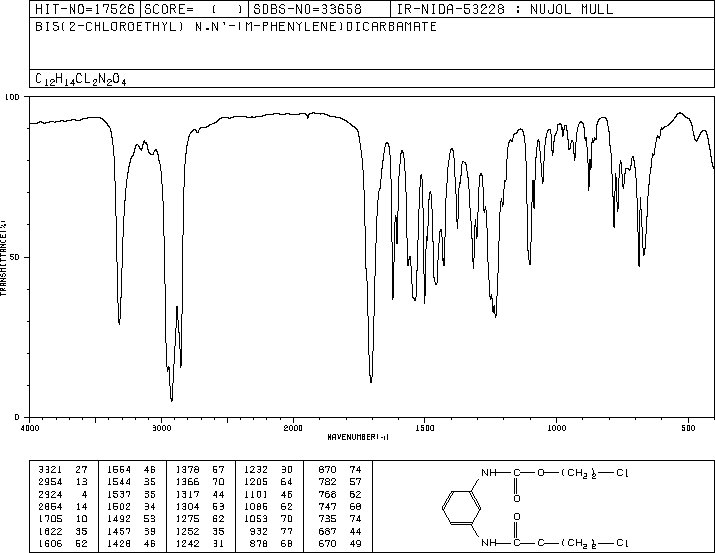 HIT-NO=17526 SCORE= ( ) SDBS-NO=33658 IR-NIDA-53228 : NUJOL MULL
BIS(2-CHLOROETHYL) N,N'-(M-PHENYLENE)DICARBAMATE
C12H14CL2N2O4
100
50
0
TRANSMITTANCE(%)
4000 3000 2000 1500 1000 500
WAVENUMBER(-1)
3321 27 1564 46 1378 57 1232 30 870 74
2954 13 1544 35 1366 70 1205 64 782 57
2924 4 1537 35 1317 44 1101 46 766 62
2854 14 1502 34 1304 53 1086 62 747 68
1705 10 1492 53 1275 62 1053 70 735 74
1622 35 1457 39 1252 35 932 77 687 44
1606 62 1428 46 1242 31 878 68 670 49
NH C O (CH2)2 Cl
O
O
NH C O (CH2)2 Cl